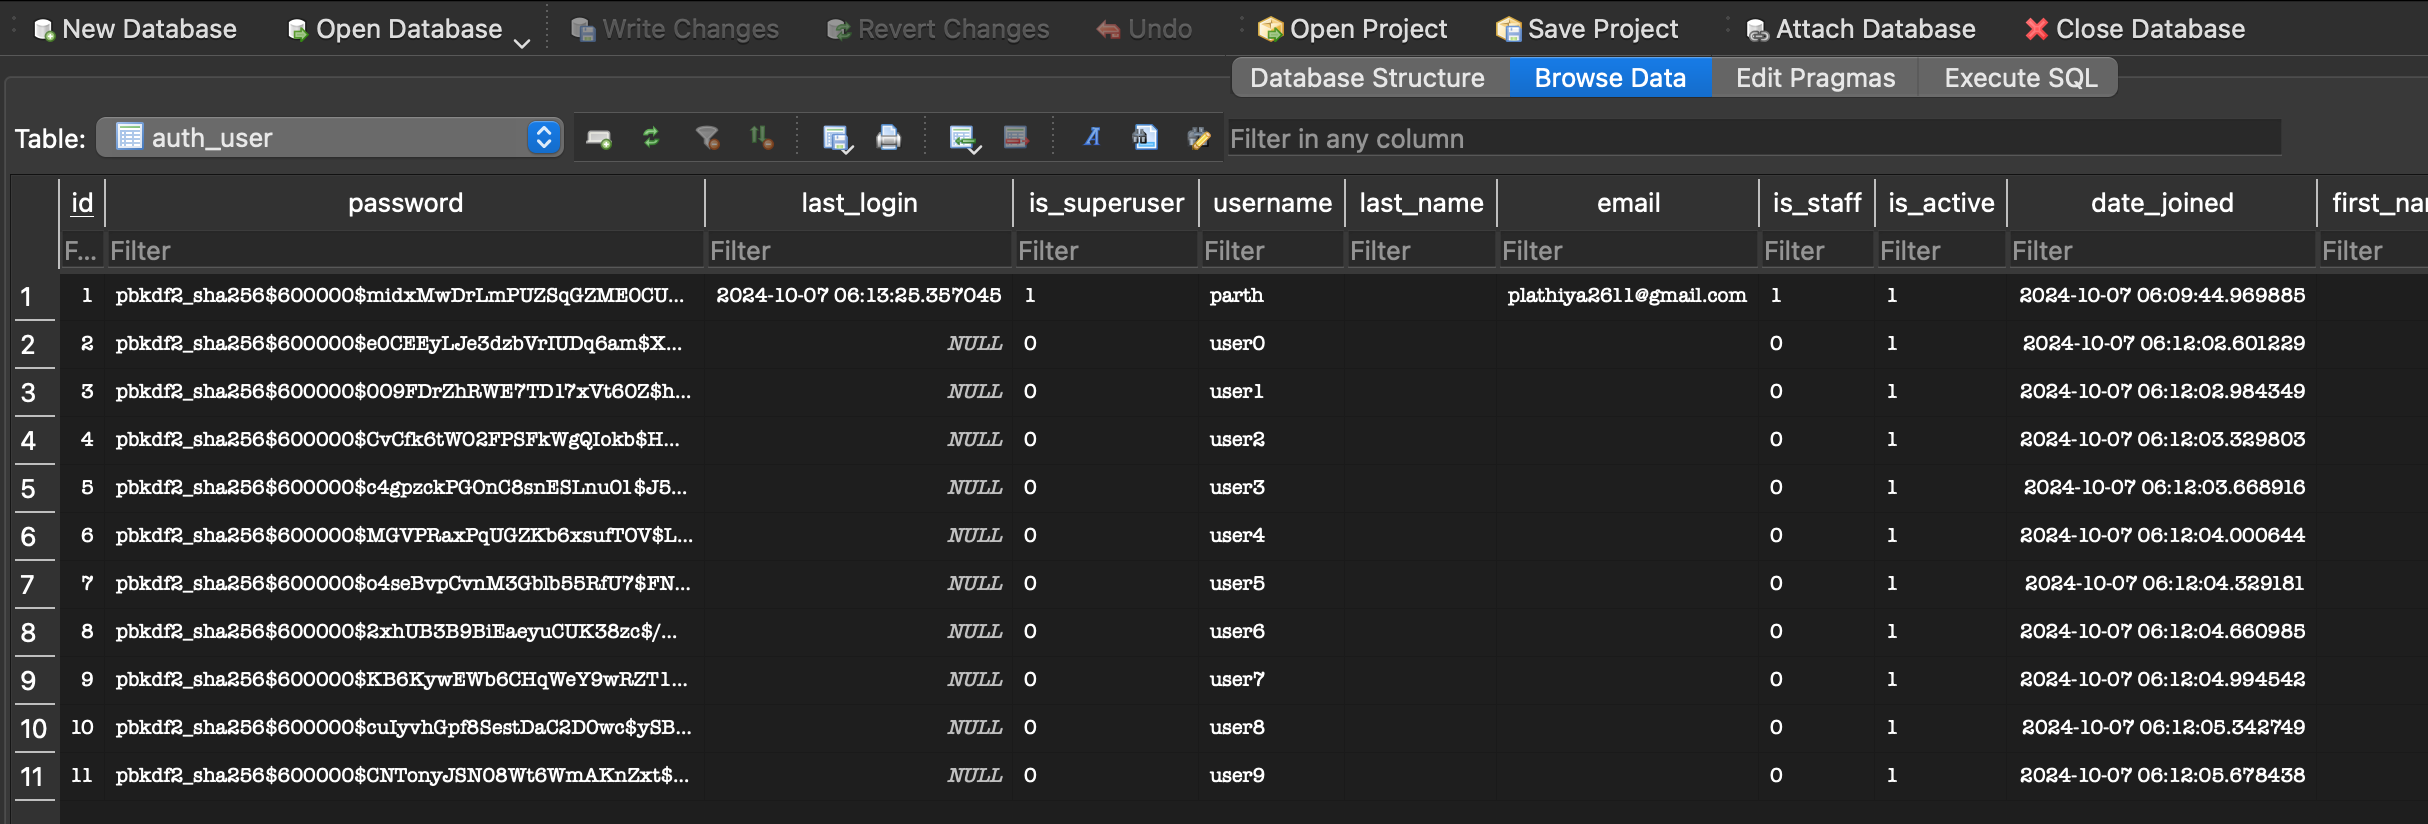 New Database Open Database Write Changes Revert Changes Undo Open Project Save Project Attach Database Close Database
Database Structure Browse Data Edit Pragmas Execute SQL
Table: auth_user Filter in any column
id password last_login is_superuser username last_name email is_staff is_active date_joined first_nam
F... Filter Filter Filter Filter Filter Filter Filter Filter Filter Filter
1 1 pbkdf2_sha256$600000$midxMwDrLmPUZSqGZME0CU... 2024-10-07 06:13:25.357045 1 parth plathiya2611@gmail.com 1 1 2024-10-07 06:09:44.969885
2 2 pbkdf2_sha256$600000$e0CEEyLJe3dzbVrIUDq6am$X... NULL 0 user0 0 1 2024-10-07 06:12:02.601229
3 3 pbkdf2_sha256$600000$009FDrZhRWE7TD17xVt60Z$h... NULL 0 user1 0 1 2024-10-07 06:12:02.984349
4 4 pbkdf2_sha256$600000$CvCfk6tW02FPSFkWgQIokb$H... NULL 0 user2 0 1 2024-10-07 06:12:03.329803
5 5 pbkdf2_sha256$600000$c4gpzckPG0nC8snESLnu01$J5... NULL 0 user3 0 1 2024-10-07 06:12:03.668916
6 6 pbkdf2_sha256$600000$MGVPRaxPqUGZKb6xsufTOV$L... NULL 0 user4 0 1 2024-10-07 06:12:04.000644
7 7 pbkdf2_sha256$600000$o4seBvpCvnM3Gblb55RfU7$FN... NULL 0 user5 0 1 2024-10-07 06:12:04.329181
8 8 pbkdf2_sha256$600000$2xhUB3B9BiEaeyuCUK38zc$/... NULL 0 user6 0 1 2024-10-07 06:12:04.660985
9 9 pbkdf2_sha256$600000$KB6KywEWb6CHqWeY9wRZT1... NULL 0 user7 0 1 2024-10-07 06:12:04.994542
10 10 pbkdf2_sha256$600000$cuIyvhGpf8SestDaC2D0wc$ySB... NULL 0 user8 0 1 2024-10-07 06:12:05.342749
11 11 pbkdf2_sha256$600000$CNTonyJSN08Wt6WmAKnZxt$... NULL 0 user9 0 1 2024-10-07 06:12:05.678438